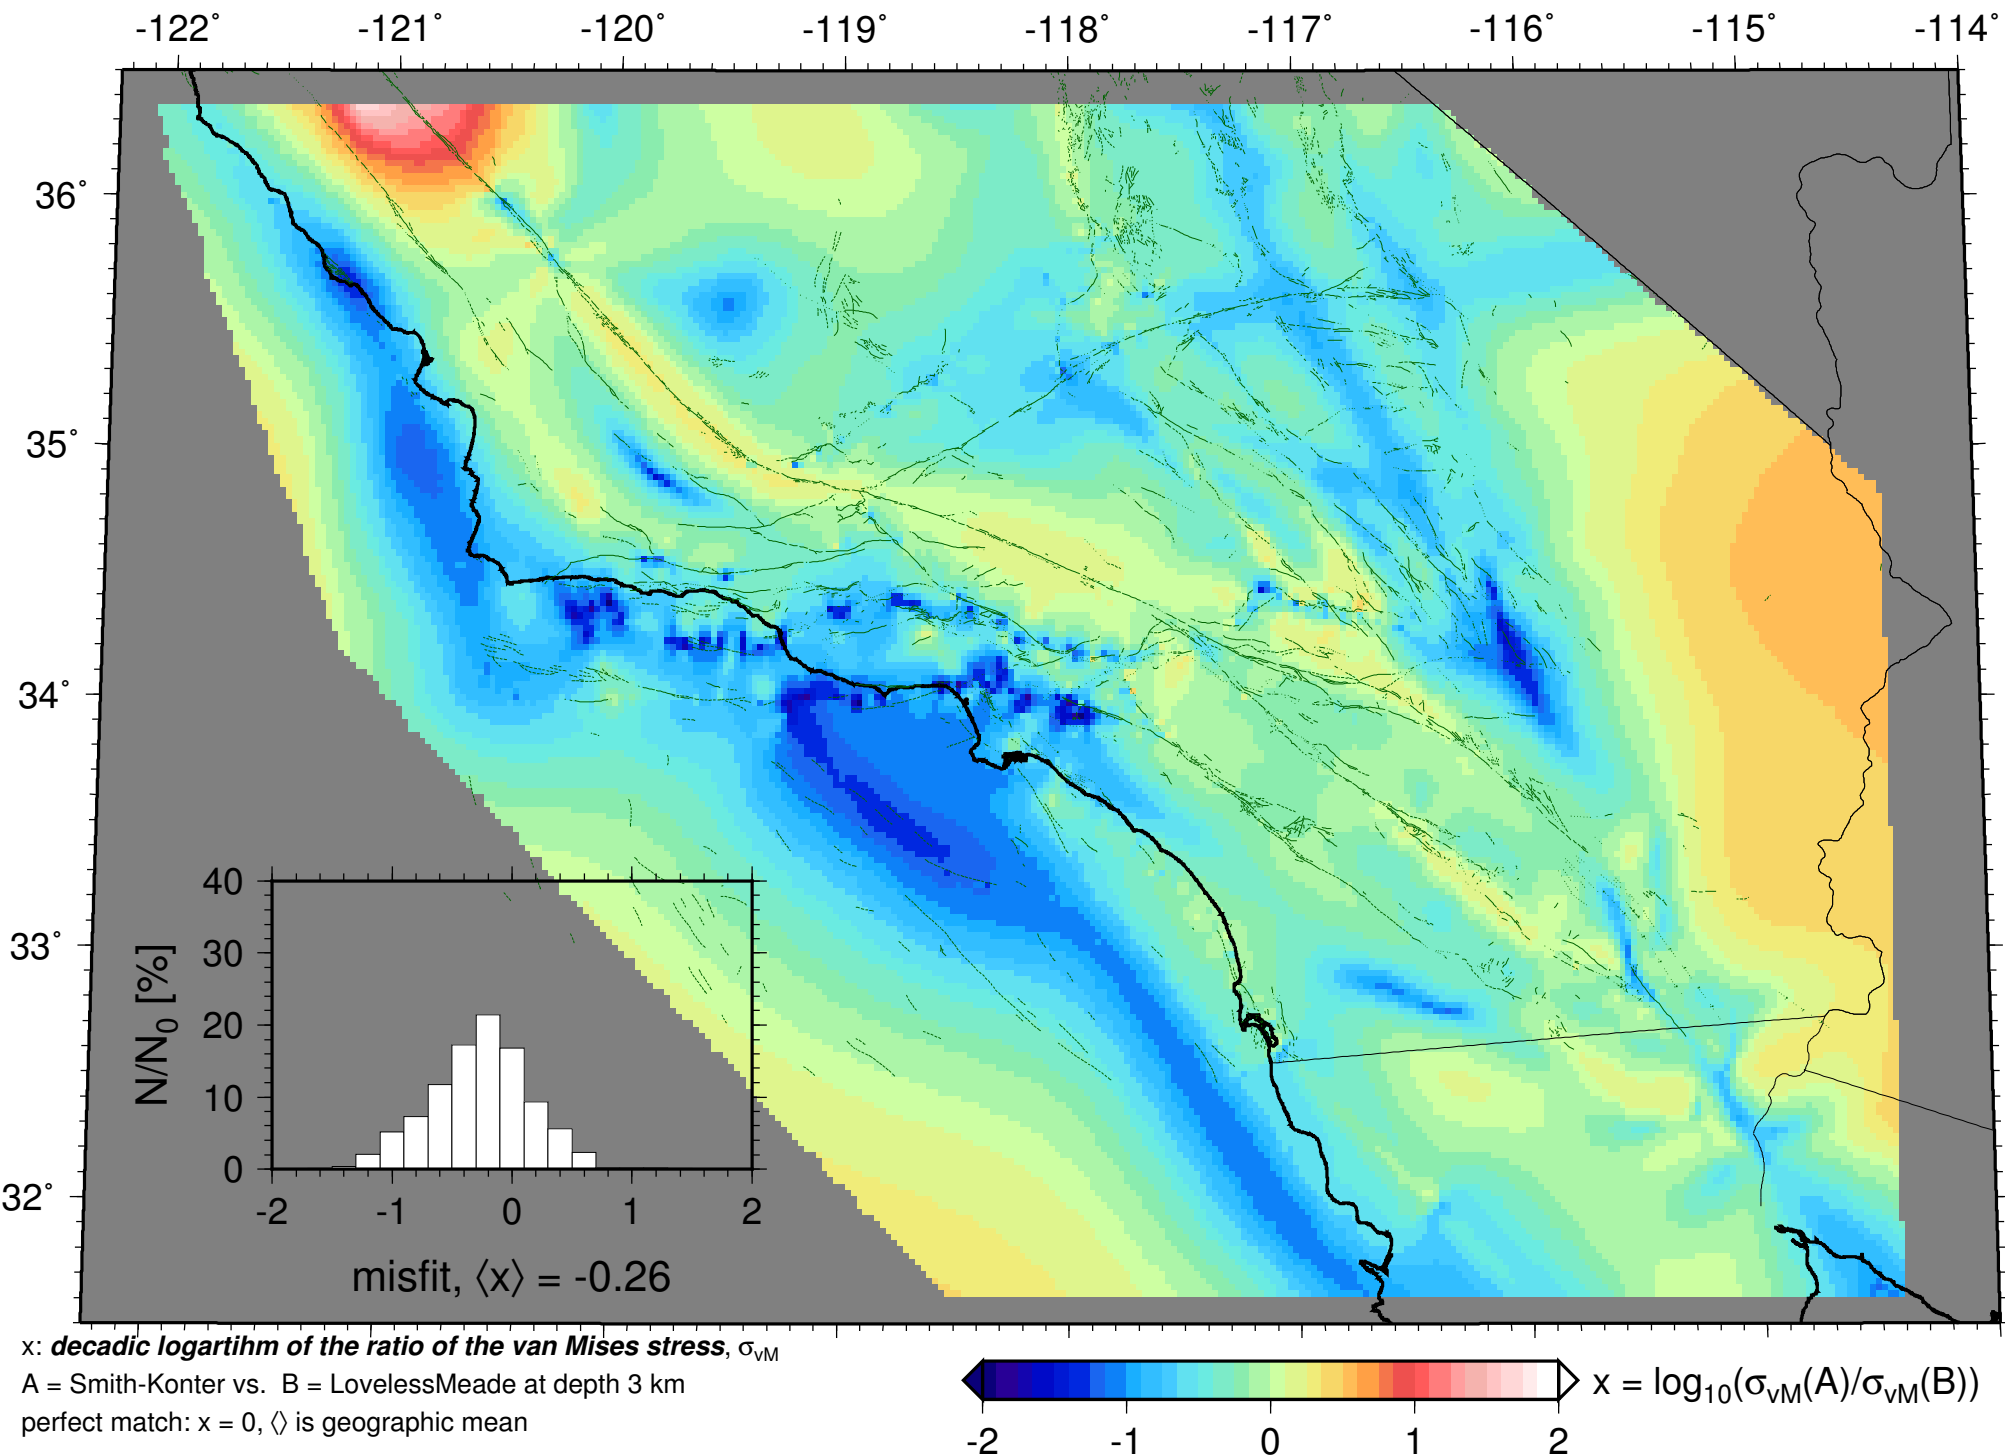 -122˚ -121˚ -120˚ -119˚ -118˚ -117˚ -116˚ -115˚ -114˚
36˚
35˚
34˚
33˚
32˚
40
30
20
10
0
N/N0 [%]
-2 -1 0 1 2
misfit, ⟨x⟩ = -0.26
x: decadic logartihm of the ratio of the van Mises stress, σvM
A = Smith-Konter vs. B = LovelessMeade at depth 3 km
perfect match: x = 0, ⟨⟩ is geographic mean
x = log10(σvM(A)/σvM(B))
-2 -1 0 1 2